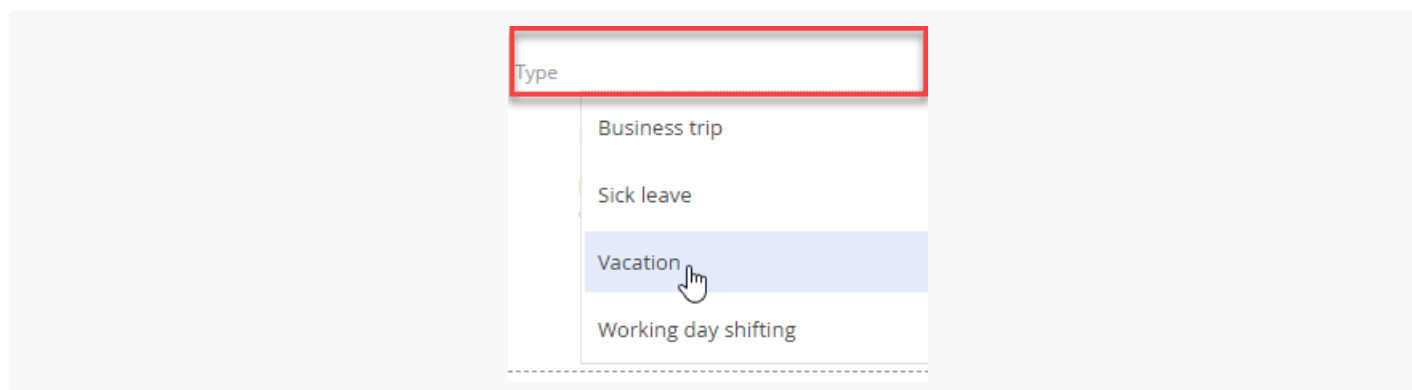 Type
Business trip
Sick leave
Vacation
Working day shifting